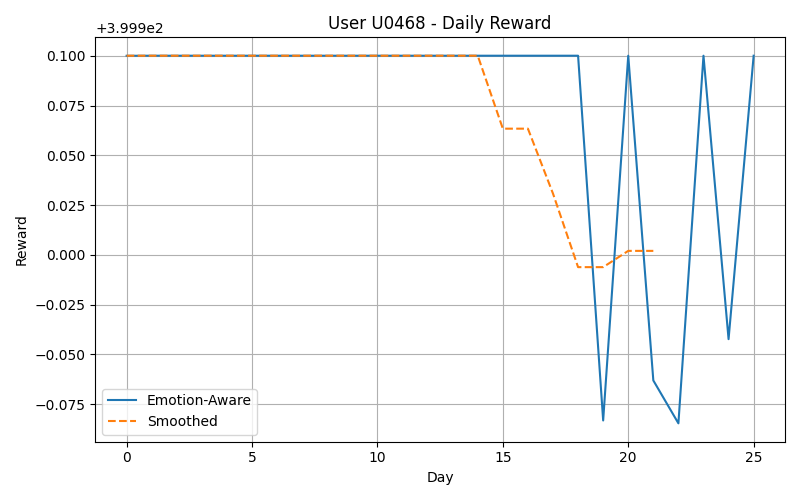 User U0468 - Daily Reward
+3.999e2
0.100
0.075
0.050
0.025
0.000
−0.025
−0.050
−0.075
Reward
Emotion-Aware
Smoothed
0 5 10 15 20 25
Day